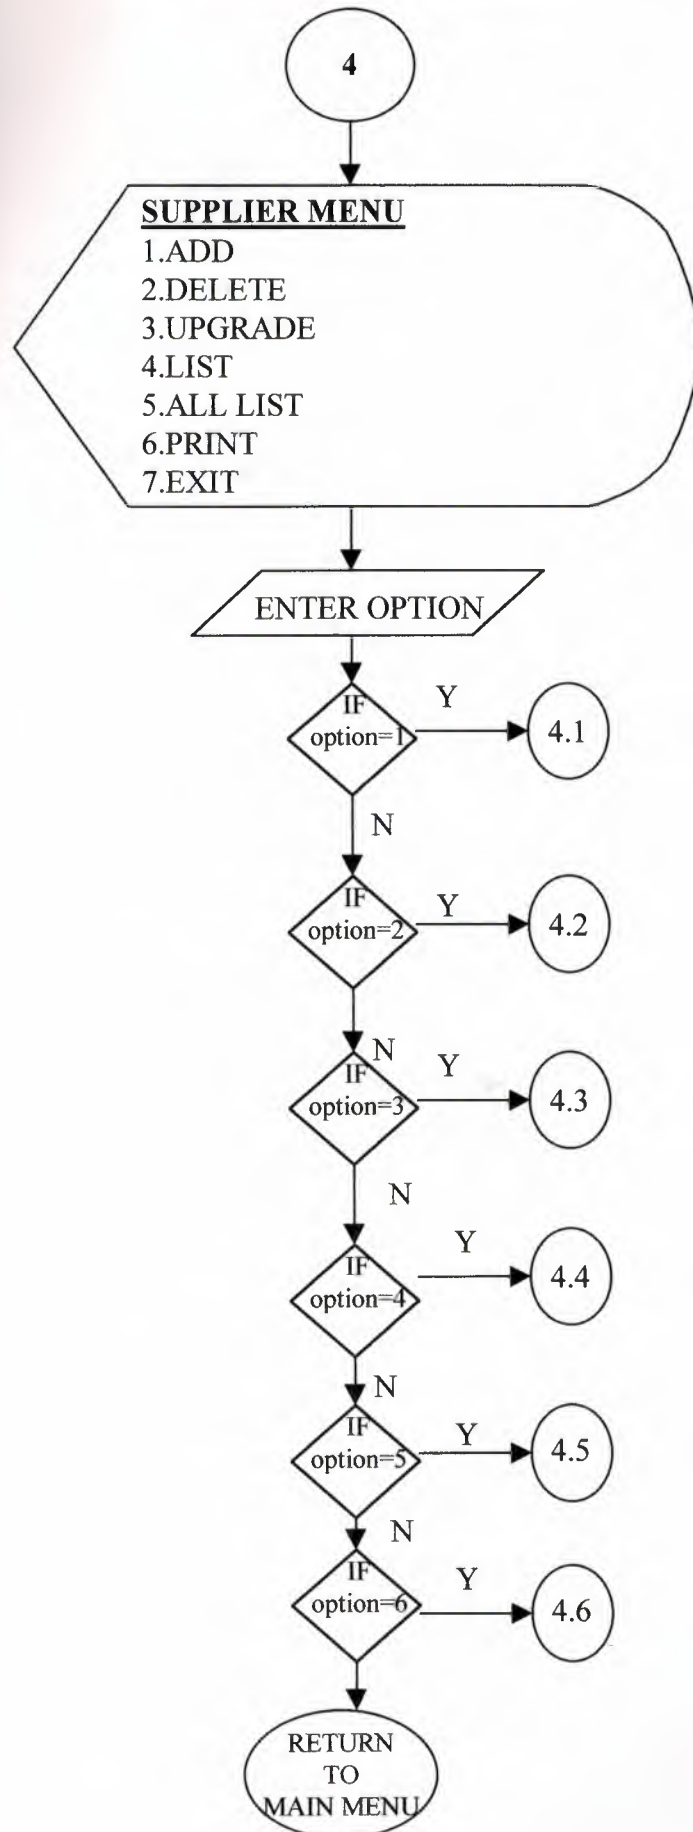 4
SUPPLIER MENU
1.ADD
2.DELETE
3.UPGRADE
4.LIST
5.ALL LIST
6.PRINT
7.EXIT
ENTER OPTION
IF
option=1
Y
4.1
N
IF
option=2
Y
4.2
N
IF
option=3
Y
4.3
N
IF
option=4
Y
4.4
N
IF
option=5
Y
4.5
N
IF
option=6
Y
4.6
RETURN
TO
MAIN MENU